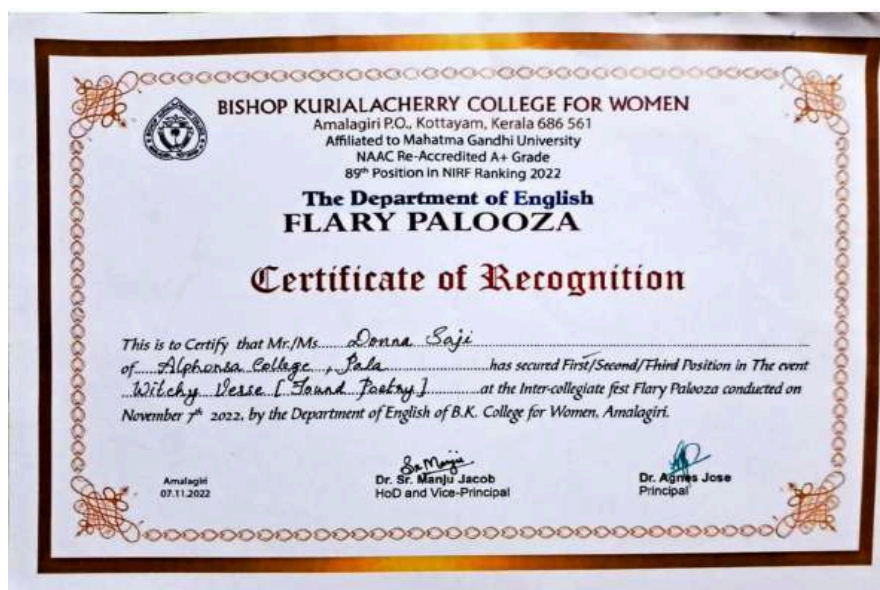 BISHOP KURIALACHERRY COLLEGE FOR WOMEN
Amalagiri P.O., Kottayam, Kerala 686 561
Affiliated to Mahatma Gandhi University
NAAC Re-Accredited A+ Grade
89th Position in NIRF Ranking 2022
The Department of English
FLARY PALOOZA
Certificate of Recognition
This is to Certify that Mr./Ms. Donna Saji
of Alphonsa College, Pala has secured First/Second/Third Position in The event
Witchy Verse [Found Poetry] at the Inter-collegiate fest Flary Palooza conducted on
November 7th 2022, by the Department of English of B.K. College for Women, Amalagiri.
Amalagiri
07.11.2022
Sr. Manju
Dr. Sr. Manju Jacob
HoD and Vice-Principal
Dr. Agnes Jose
Principal